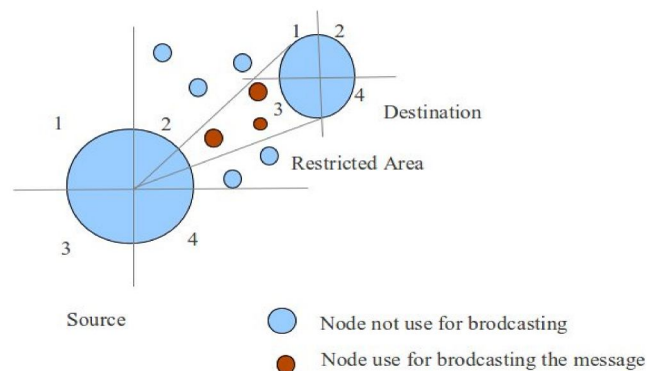 1 2
3 4
Destination
1 2
Restricted Area
3 4
Source
Node not use for brodcasting
Node use for brodcasting the message